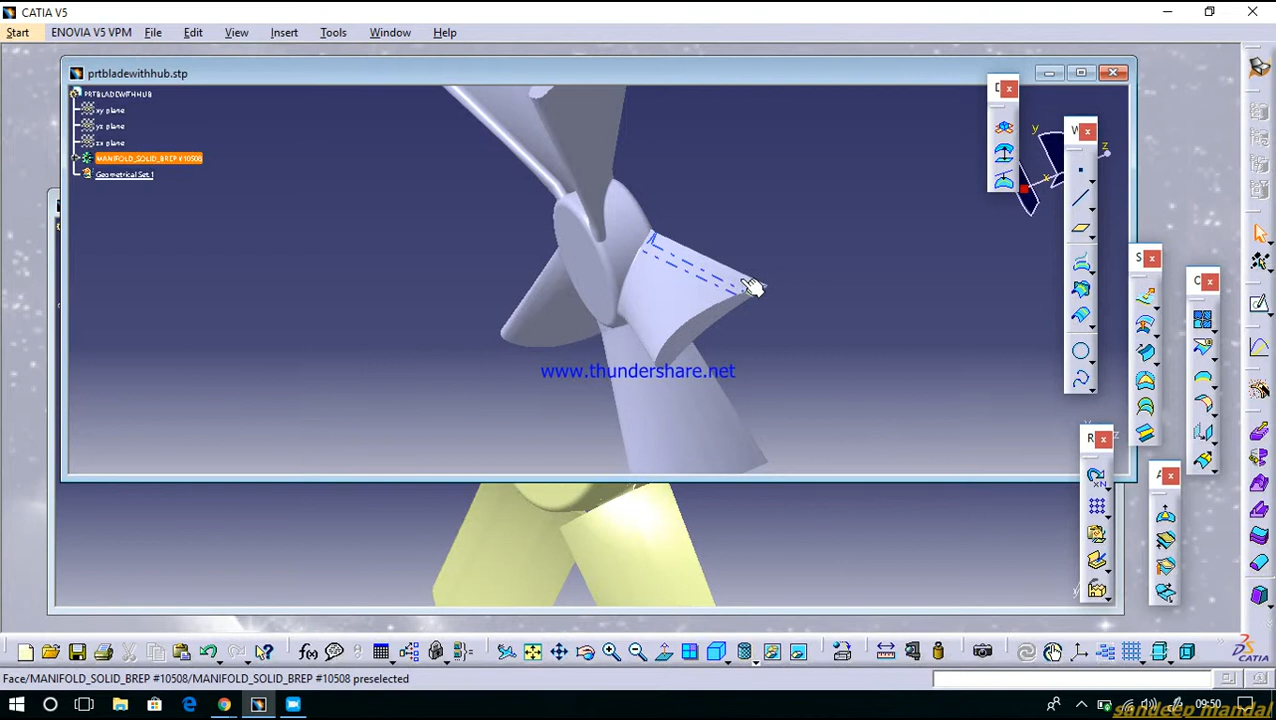 CATIA V5
Start ENOVIA V5 VPM File Edit View Insert Tools Window Help
prtbladewithhub.stp
PRTBLADEWITHHUB
xy plane
yz plane
zx plane
MANIFOLD_SOLID_BREP #10508
Geometrical Set.1
D
W
S
C
R
A
y
x
z
www.thundershare.net
Face/MANIFOLD_SOLID_BREP #10508/MANIFOLD_SOLID_BREP #10508 preselected
09:50
sandeep mandal